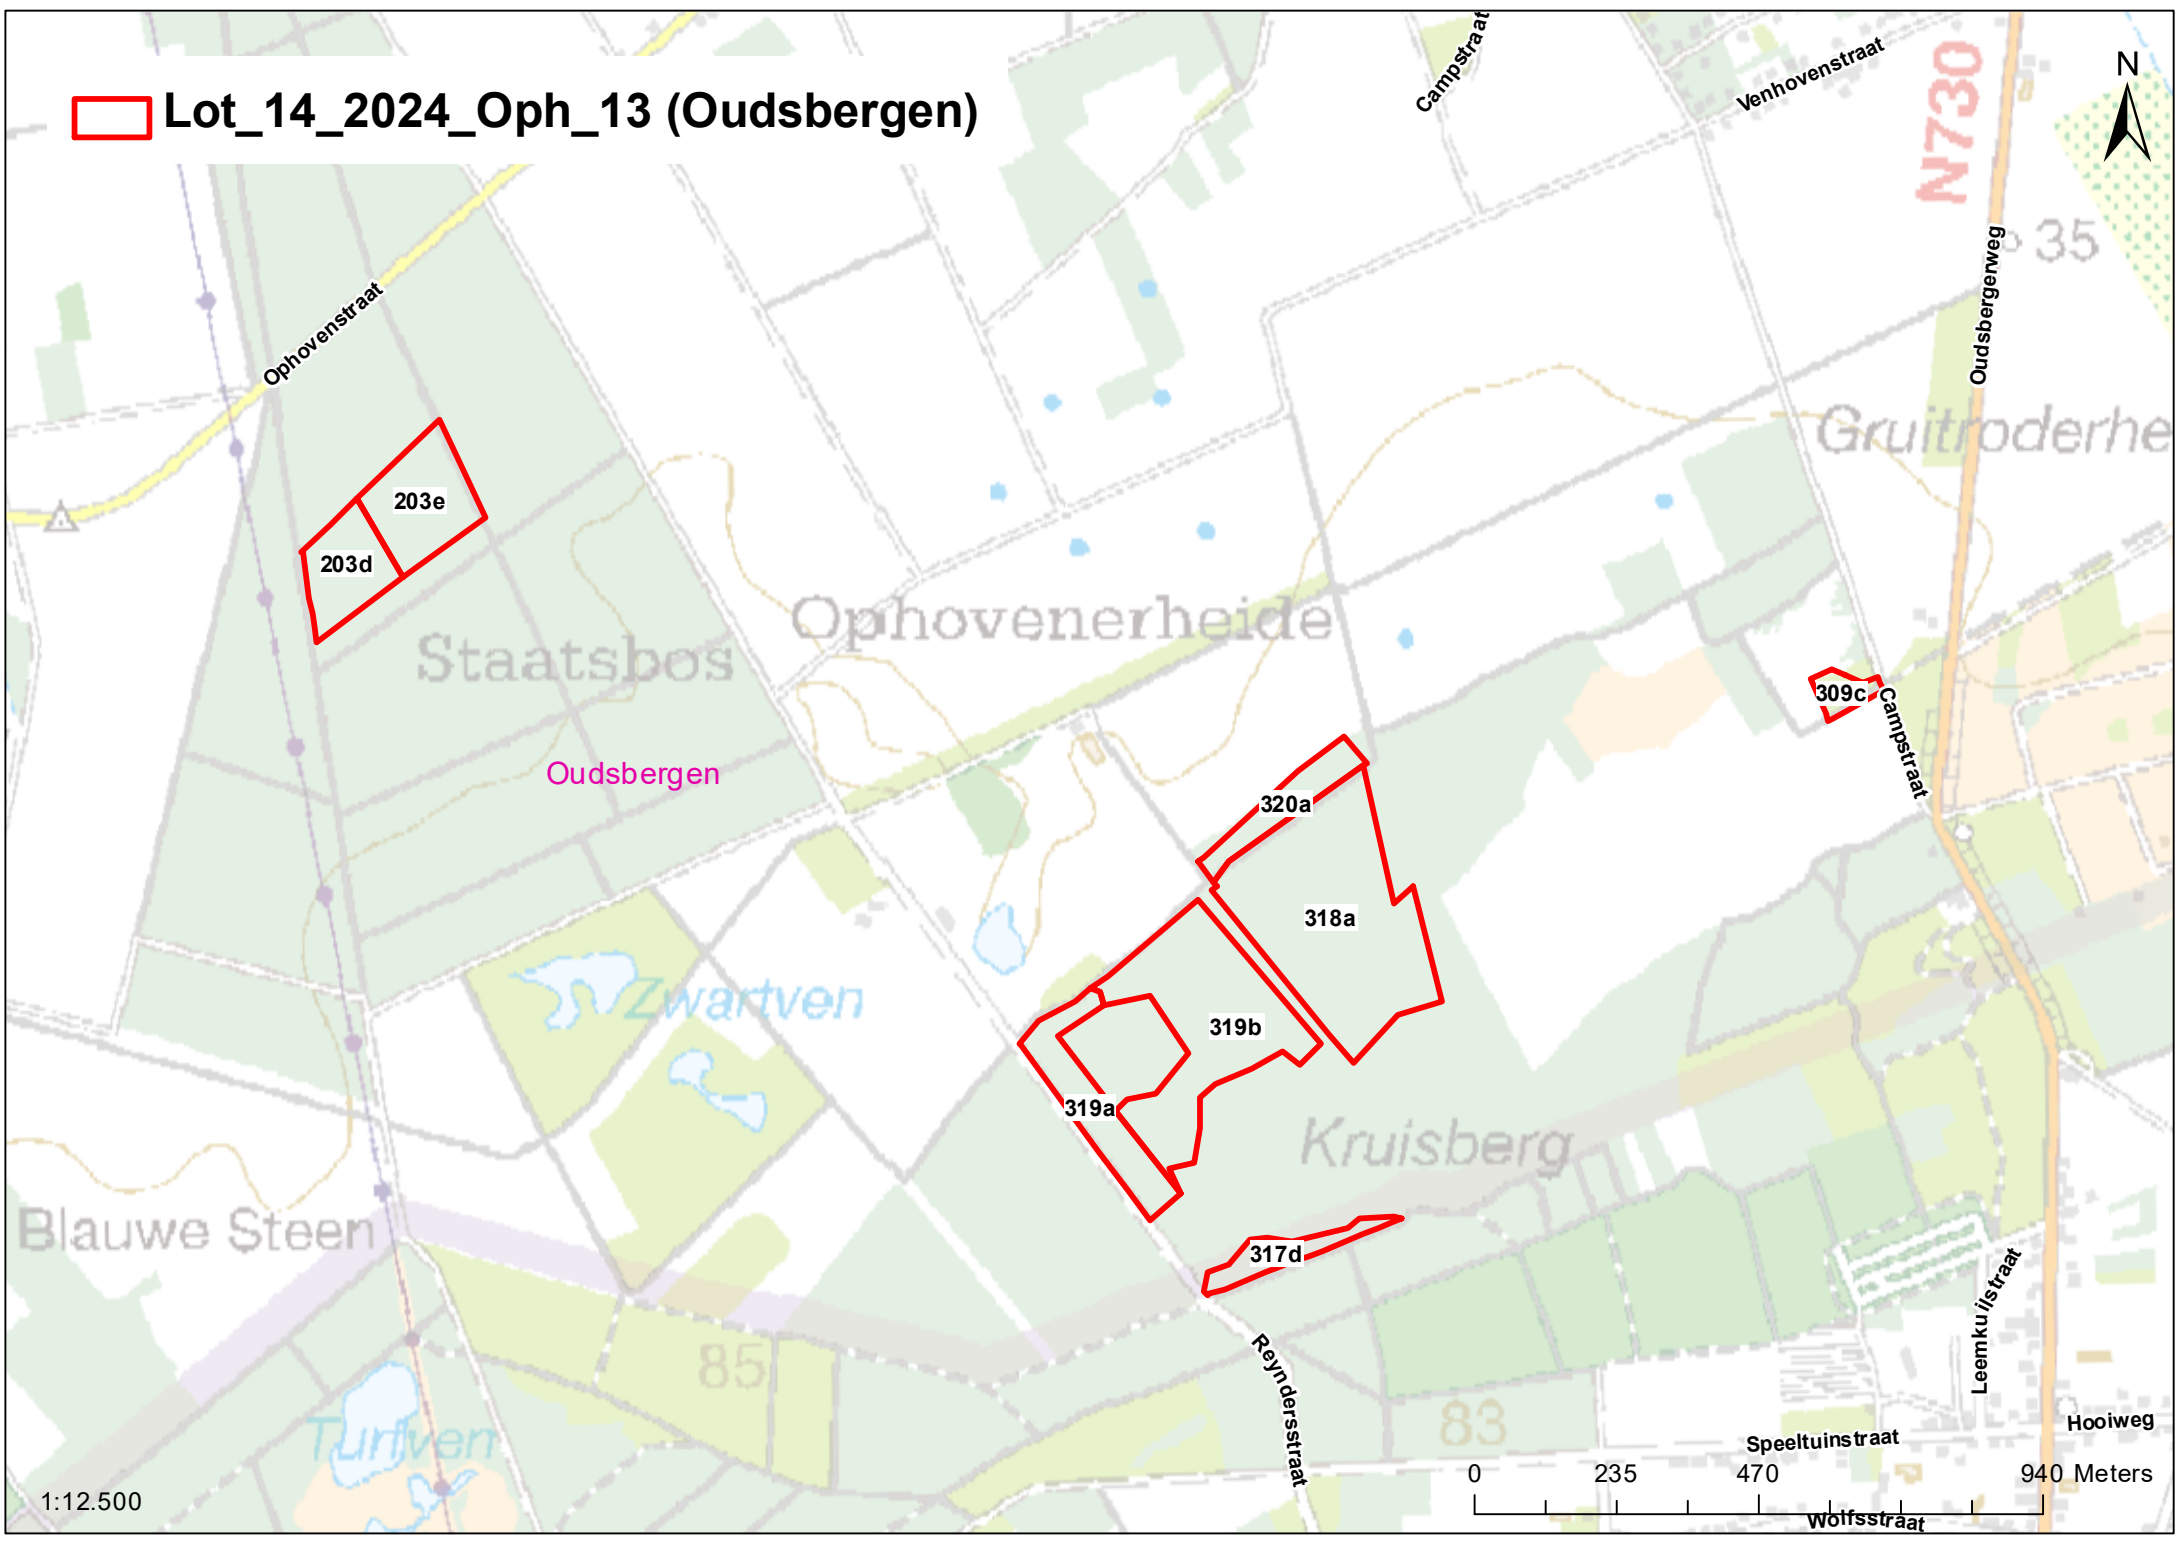 Lot_14_2024_Oph_13 (Oudsbergen)
N
Campstraat
Venhovenstraat
N730
35
Oudsbergerweg
Ophovenstraat
Gruitroderhe
203e
203d
Ophovenerheide
Staatsbos
309c
Campstraat
Oudsbergen
320a
318a
Zwartven
319b
319a
Kruisberg
Blauwe Steen
317d
Leemkuilstraat
Reyndersstraat
85
83
Turfven
Hooiweg
Speeltuinstraat
0 235 470 940 Meters
1:12.500
Wolfsstraat